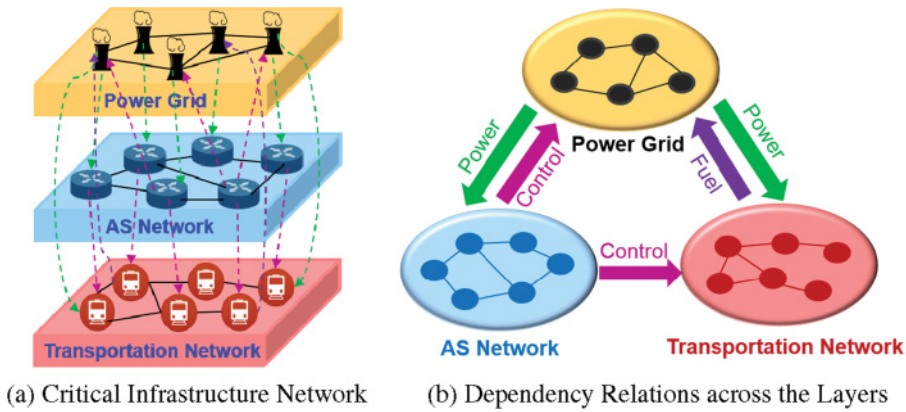 Power Grid
AS Network
Transportation Network
(a) Critical Infrastructure Network
Power Grid
Power
Control
Fuel
Power
Control
AS Network
Transportation Network
(b) Dependency Relations across the Layers